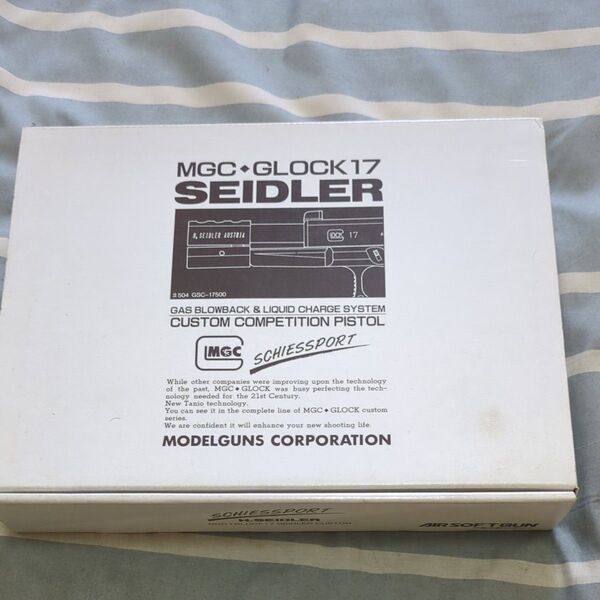 MGC◆GLOCK17
SEIDLER
H. SEIDLER AUSTRIA
GLOCK 17
#504 GSC-17500
GAS BLOWBACK & LIQUID CHARGE SYSTEM
CUSTOM COMPETITION PISTOL
MGC SCHIESSPORT
While other companies were improving upon the technology
of the past, MGC◆GLOCK was busy perfecting the tech-
nology needed for the 21st Century.
New Tanio technology.
You can see it in the complete line of MGC◆GLOCK custom
series.
We are confident it will enhance your new shooting life.
MODELGUNS CORPORATION
SCHIESSPORT
H.SEIDLER
AIRSOFTGUN